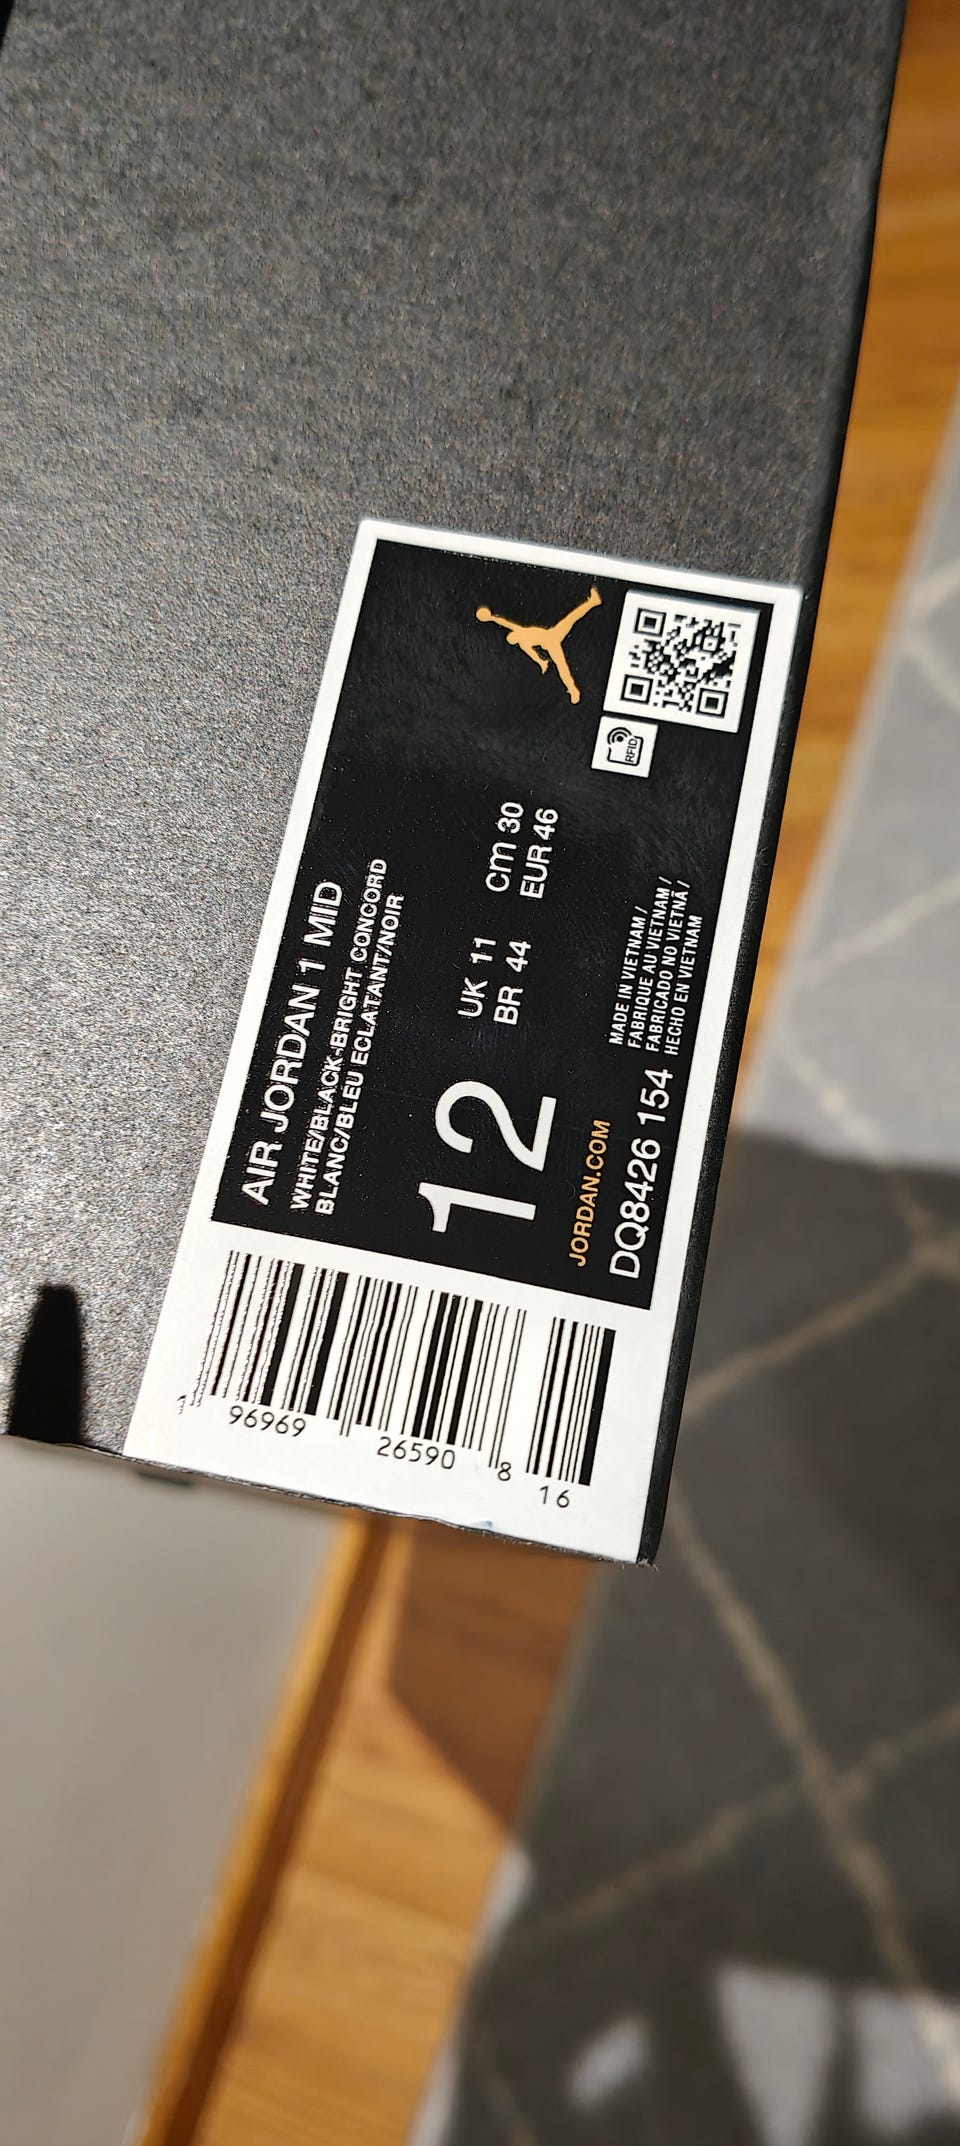 AIR JORDAN 1 MID
WHITE/BLACK-BRIGHT CONCORD
BLANC/BLEU ECLATANT/NOIR
12
UK 11
BR 44
cm 30
EUR 46
RFID
JORDAN.COM
DQ8426 154
MADE IN VIETNAM /
FABRIQUE AU VIETNAM /
FABRICADO NO VIETNÃ /
HECHO EN VIETNAM
96969
26590
8
16